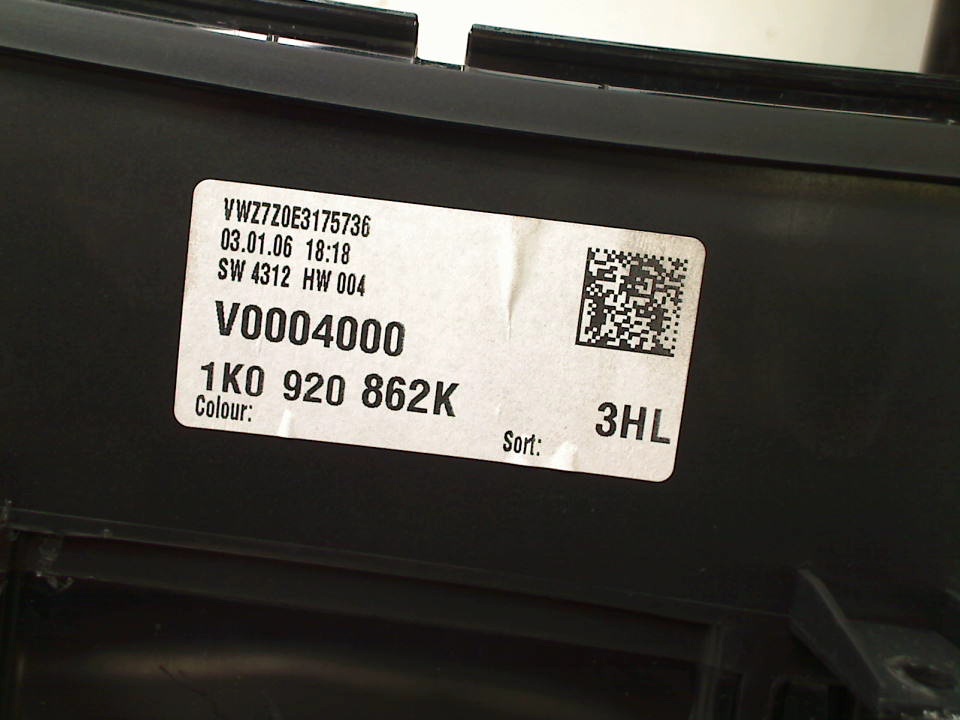 VWZ7Z0E3175736
03.01.06 18:18
SW 4312 HW 004
V0004000
1K0 920 862K
3HL
Colour:
Sort: